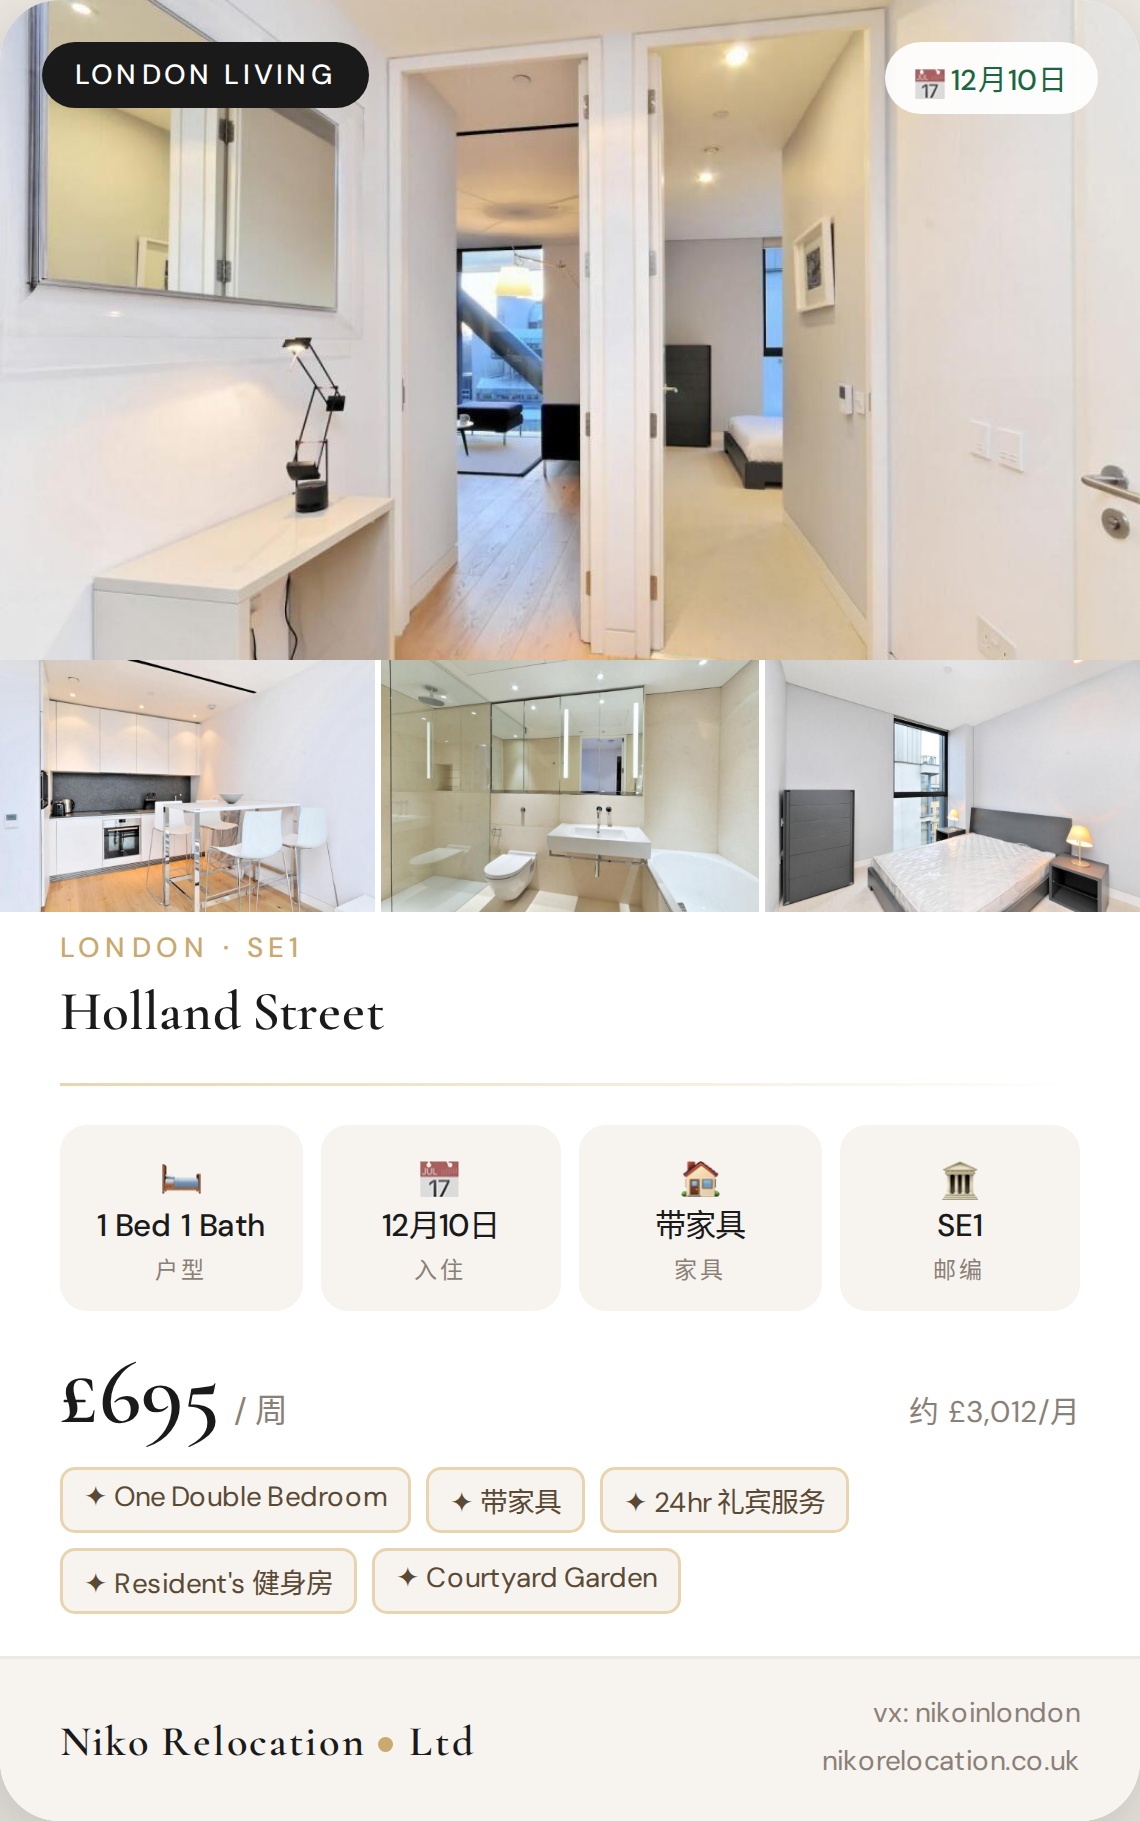 LONDON LIVING
12月10日
LONDON · SE1
Holland Street
1 Bed 1 Bath
户型
JUL
17
12月10日
入住
带家具
家具
SE1
邮编
£695 / 周
约 £3,012/月
✦ One Double Bedroom
✦ 带家具
✦ 24hr 礼宾服务
✦ Resident's 健身房
✦ Courtyard Garden
Niko Relocation • Ltd
vx: nikoinlondon
nikorelocation.co.uk